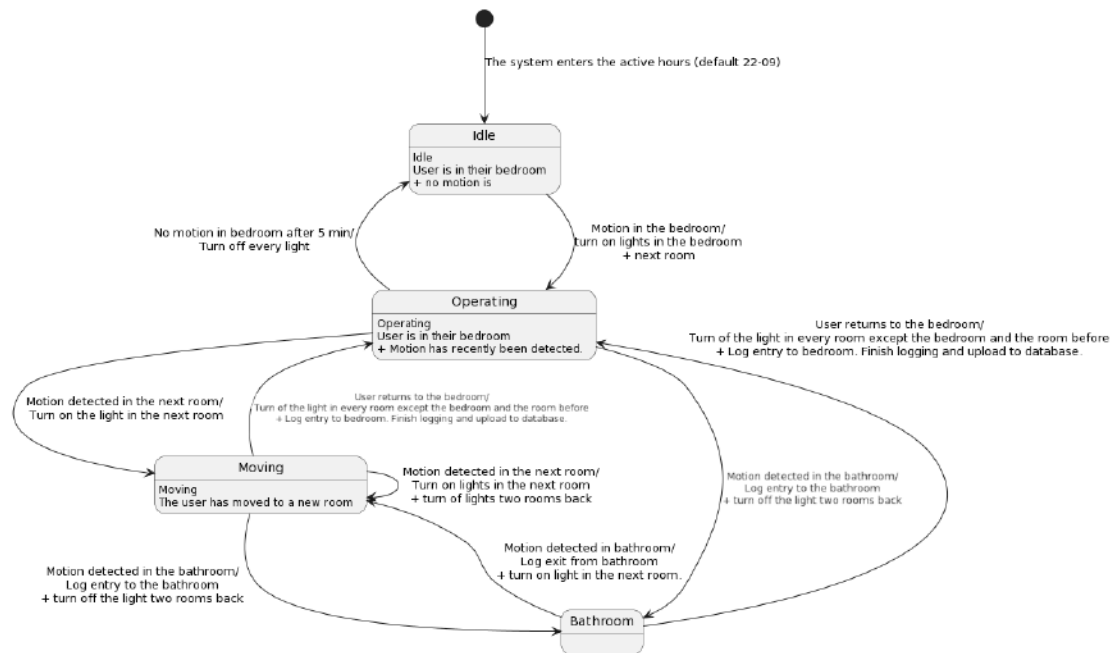 The system enters the active hours (default 22-09)
Idle
Idle
User is in their bedroom
+ no motion is
No motion in bedroom after 5 min/
Turn off every light
Motion in the bedroom/
turn on lights in the bedroom
+ next room
Operating
Operating
User is in their bedroom
+ Motion has recently been detected.
User returns to the bedroom/
Turn of the light in every room except the bedroom and the room before
+ Log entry to bedroom. Finish logging and upload to database.
Motion detected in the next room/
Turn on the light in the next room
User returns to the bedroom/
Turn of the light in every room except the bedroom and the room before
+ Log entry to bedroom. Finish logging and upload to database.
Moving
Moving
The user has moved to a new room
Motion detected in the next room/
Turn on lights in the next room
+ turn of lights two rooms back
Motion detected in the bathroom/
Log entry to the bathroom
+ turn off the light two rooms back
Motion detected in bathroom/
Log exit from bathroom
+ turn on light in the next room.
Motion detected in the bathroom/
Log entry to the bathroom
+ turn off the light two rooms back
Bathroom